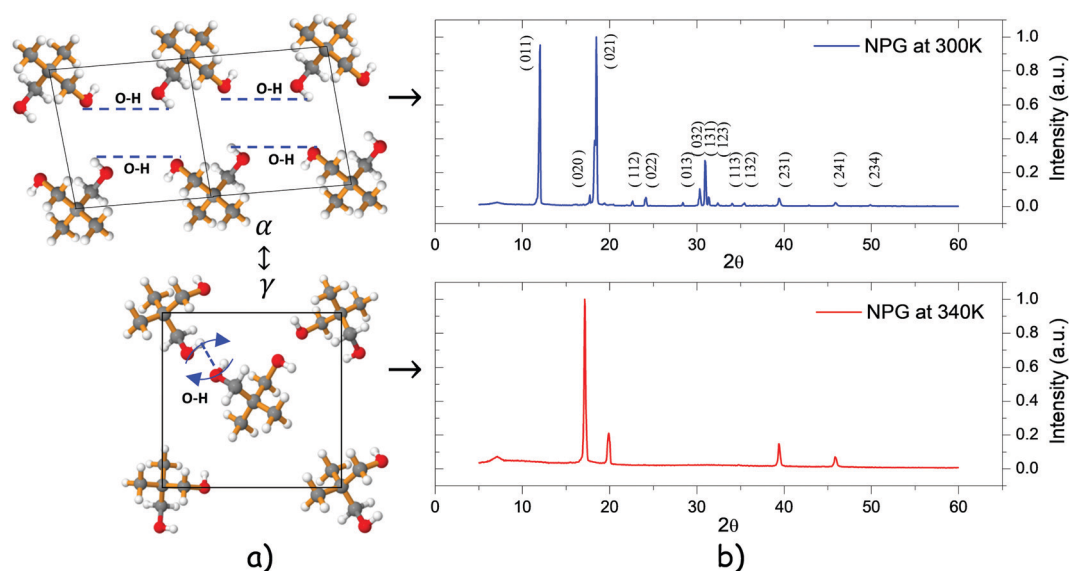 O-H
O-H
O-H
O-H
α
γ
O-H
a)
NPG at 300K
( 011)
( 020)
( 021)
( 112)
( 022)
( 013)
( 032)
( 131)
( 123)
( 113)
( 132)
( 231)
( 241)
( 234)
1.0
0.8
0.6
0.4
0.2
0.0
Intensity (a.u.)
0 10 20 30 40 50 60
2θ
NPG at 340K
1.0
0.8
0.6
0.4
0.2
0.0
Intensity (a.u.)
0 10 20 30 40 50 60
2θ
b)